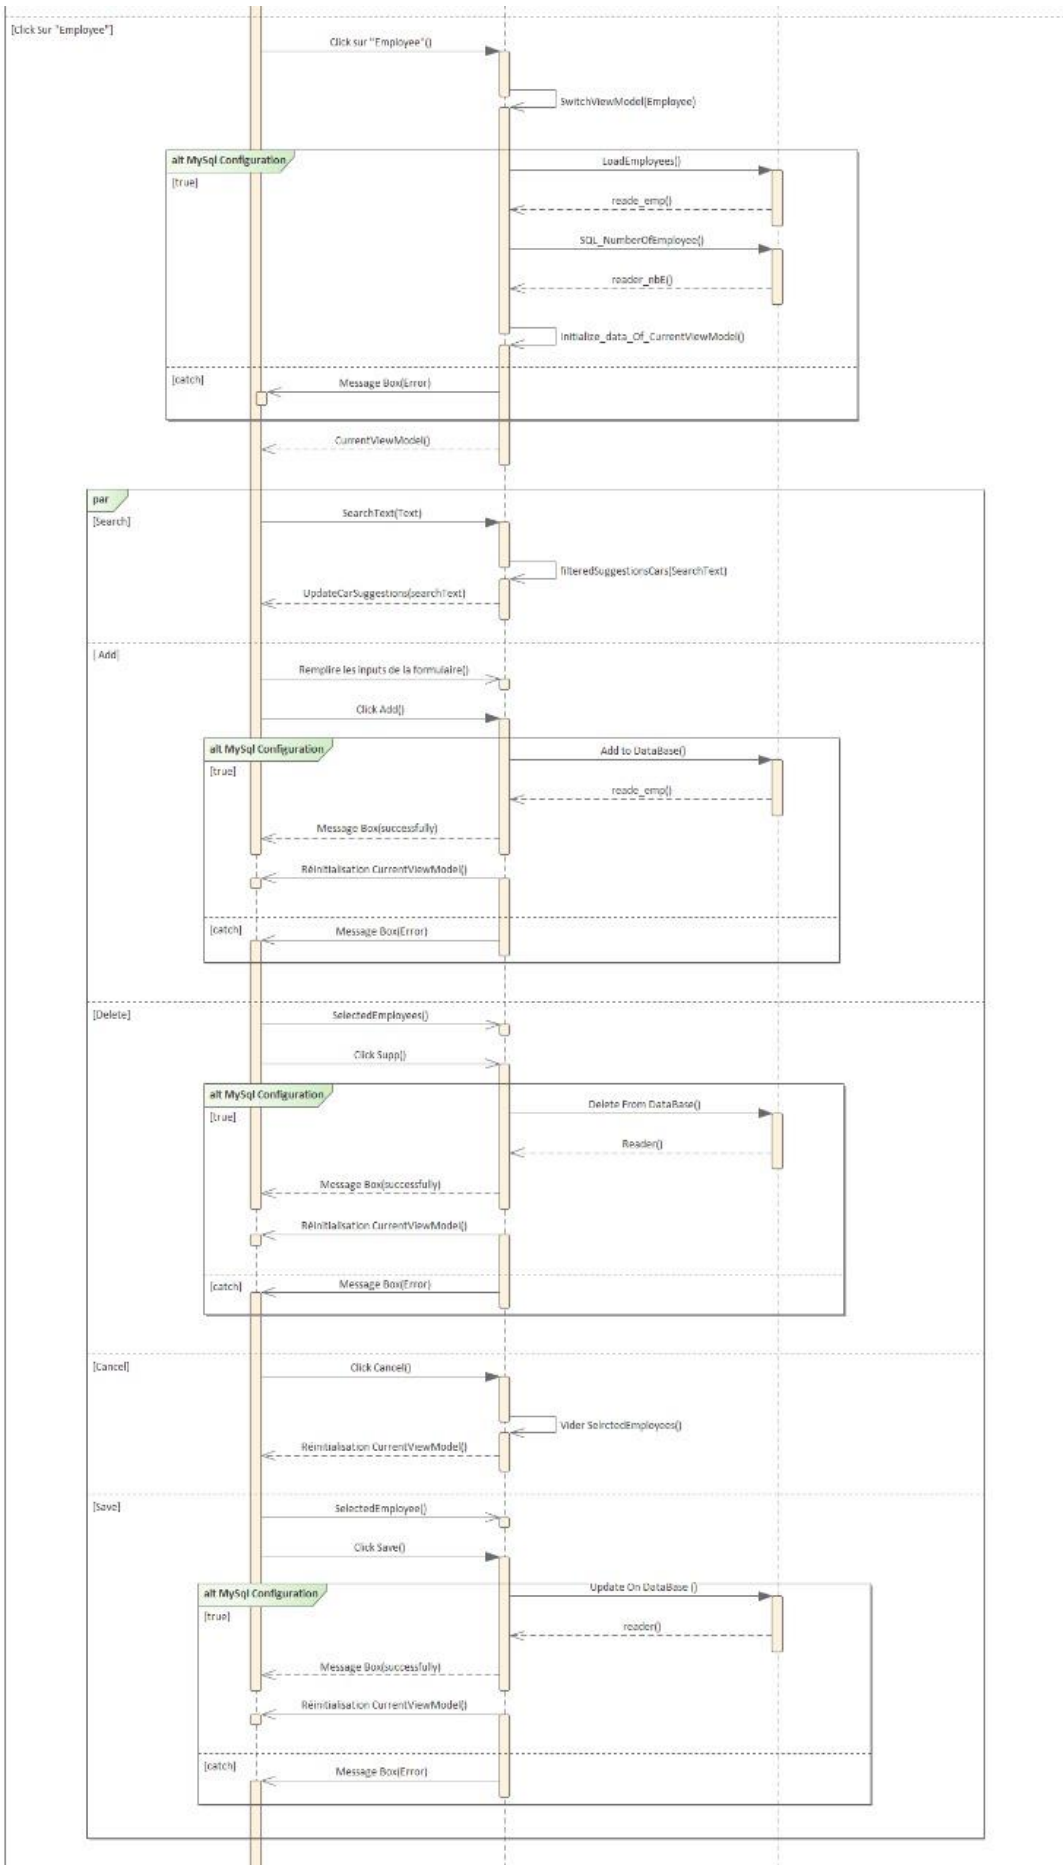 [Click Sur "Employee"]
Click sur "Employee"()
SwitchViewModel(Employee)
alt MySql Configuration
[true]
LoadEmployees()
reade_emp()
SQL_NumberOfEmployee()
reader_nbE()
Initialize_data_Of_CurrentViewModel()
[catch]
Message Box(Error)
CurrentViewModel()
par
[Search]
SearchText(Text)
filteredSuggestionsCars(SearchText)
UpdateCarSuggestions(searchText)
[Add]
Remplire les inputs de la formulaire()
Click Add()
alt MySql Configuration
[true]
Add to DataBase()
reade_emp()
Message Box(successfully)
Réinitialisation CurrentViewModel()
[catch]
Message Box(Error)
[Delete]
SelectedEmployees()
Click Supp()
alt MySql Configuration
[true]
Delete From DataBase()
Reader()
Message Box(successfully)
Réinitialisation CurrentViewModel()
[catch]
Message Box(Error)
[Cancel]
Click Cancel()
Vider SelrctedEmployees()
Réinitialisation CurrentViewModel()
[Save]
SelectedEmployee()
Click Save()
alt MySql Configuration
[true]
Update On DataBase ()
reader()
Message Box(successfully)
Réinitialisation CurrentViewModel()
[catch]
Message Box(Error)